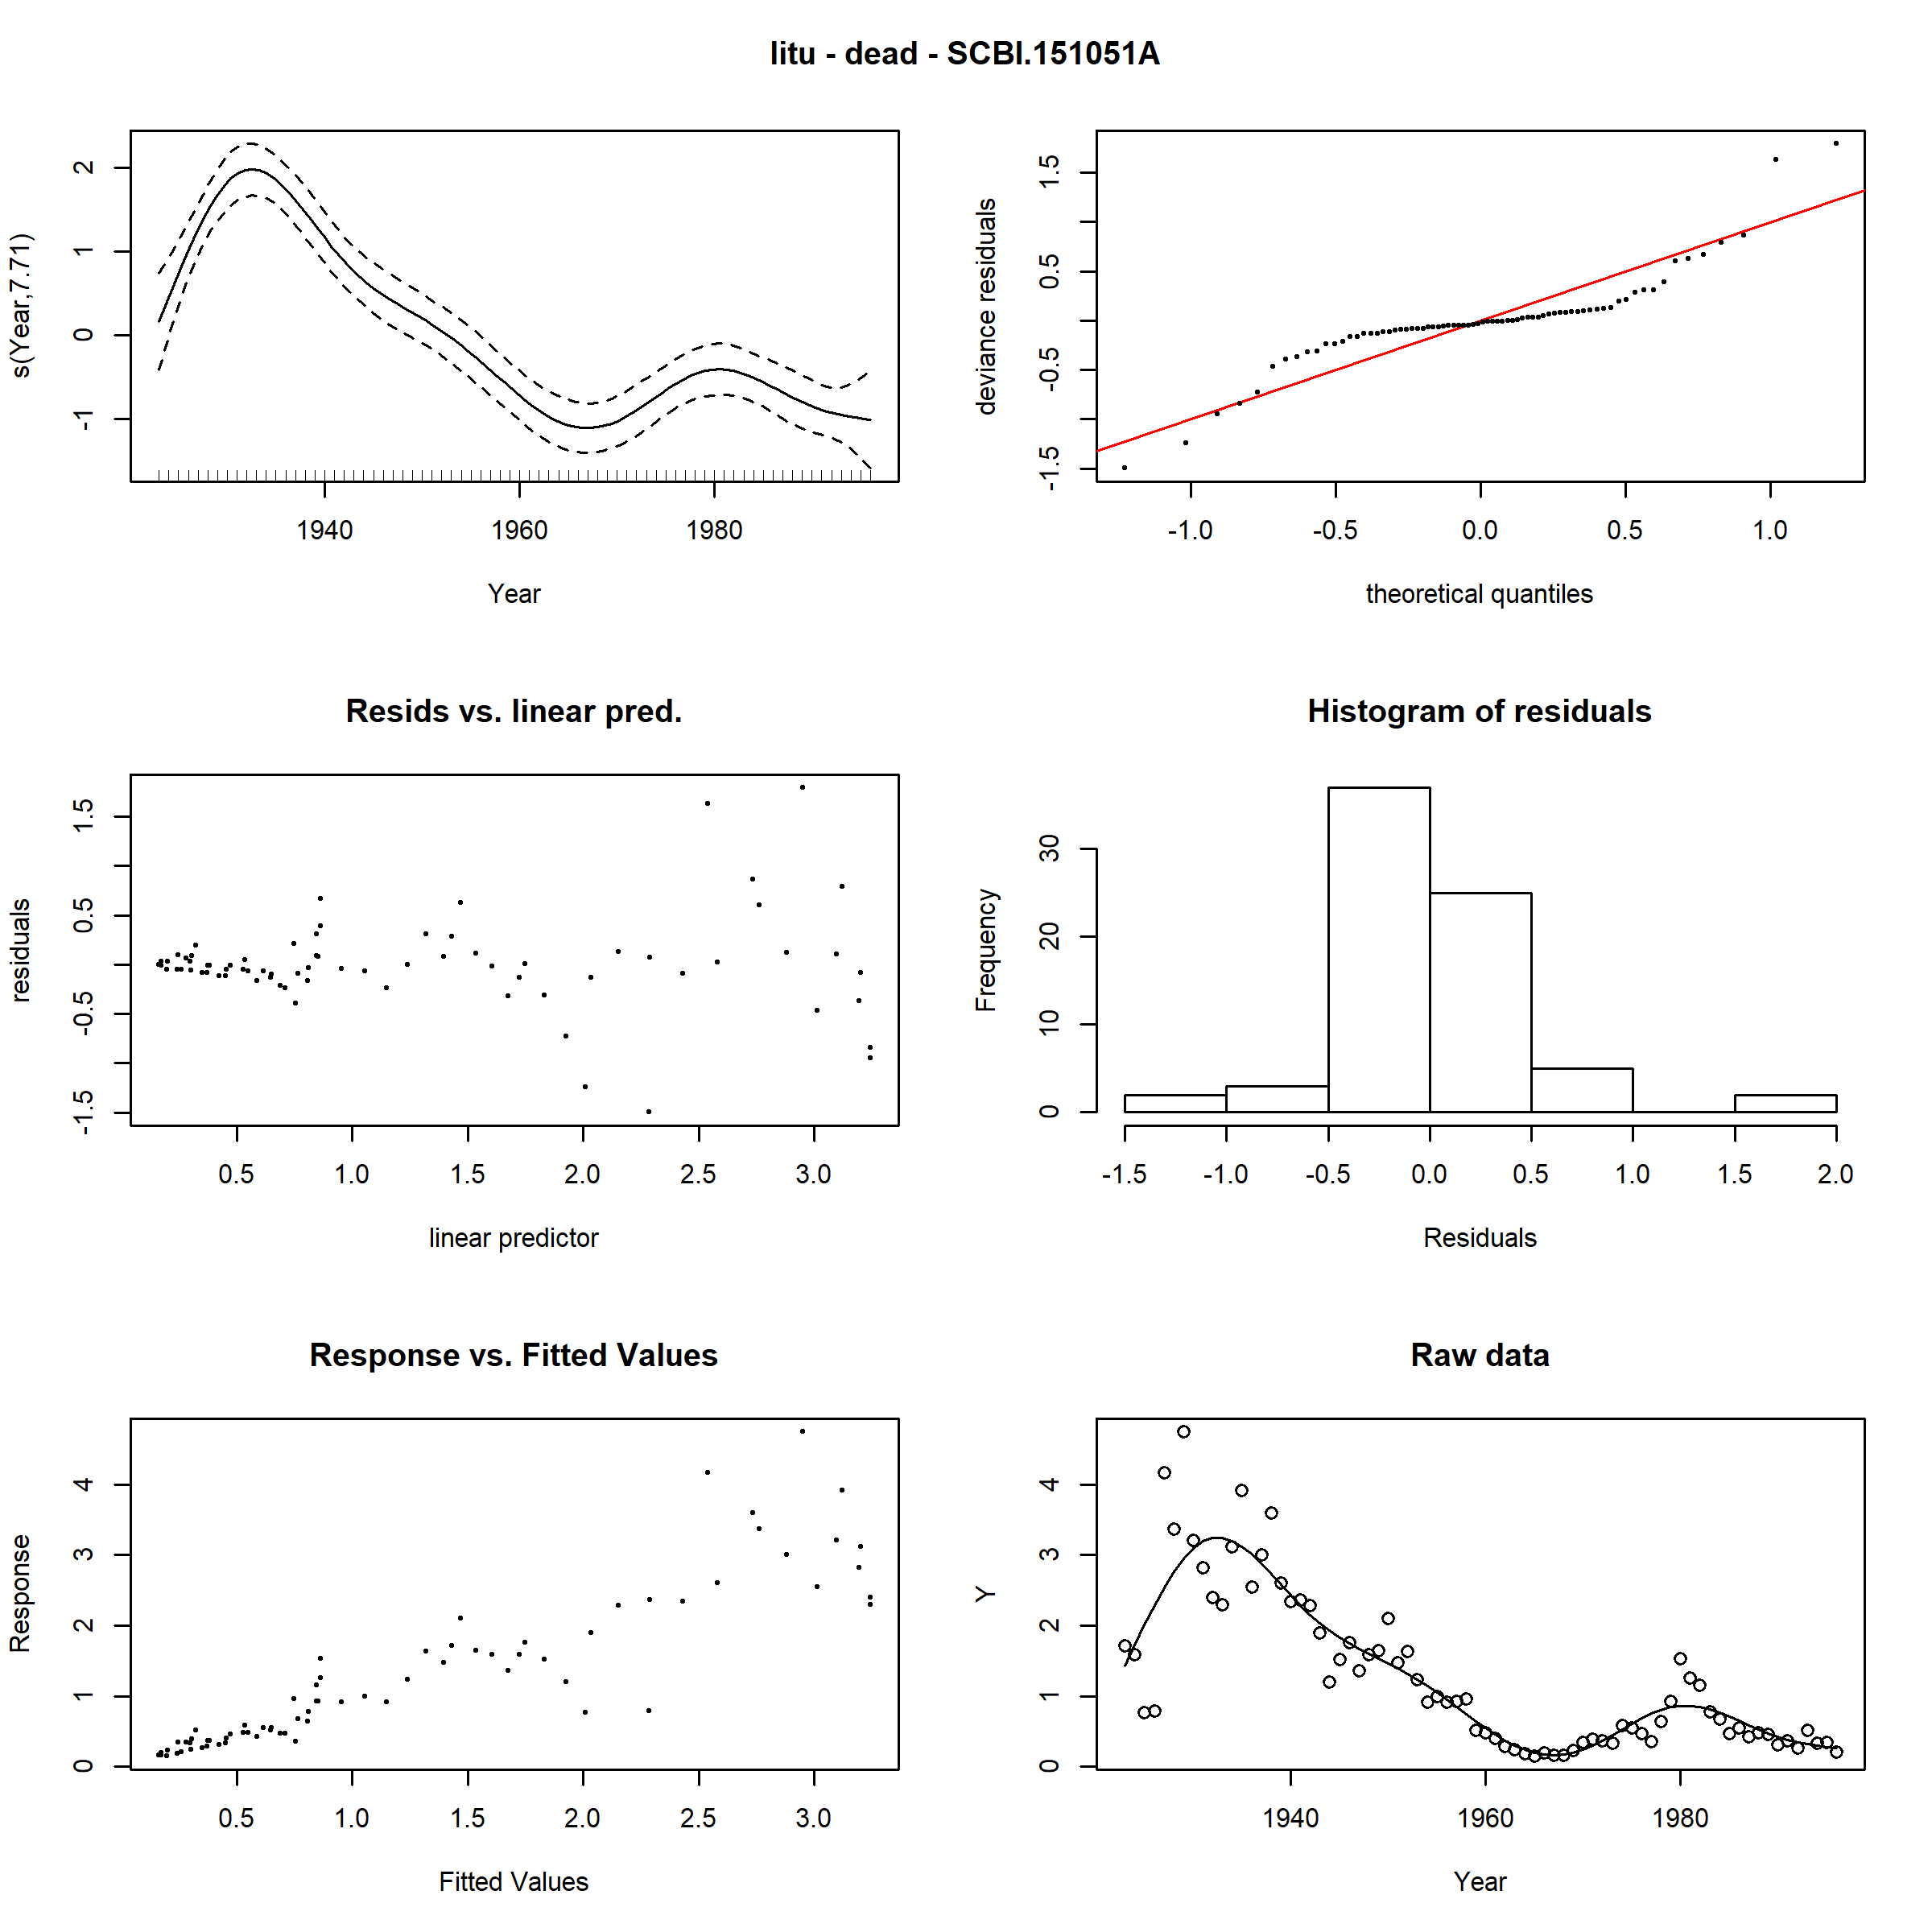 litu - dead - SCBI.151051A
s(Year,7.71)
2
1
0
-1
1940 1960 1980
Year
deviance residuals
1.5
0.5
-0.5
-1.5
-1.0 -0.5 0.0 0.5 1.0
theoretical quantiles
Resids vs. linear pred.
residuals
1.5
0.5
-0.5
-1.5
0.5 1.0 1.5 2.0 2.5 3.0
linear predictor
Histogram of residuals
Frequency
30
20
10
0
-1.5 -1.0 -0.5 0.0 0.5 1.0 1.5 2.0
Residuals
Response vs. Fitted Values
Response
4
3
2
1
0
0.5 1.0 1.5 2.0 2.5 3.0
Fitted Values
Raw data
Y
4
3
2
1
0
1940 1960 1980
Year